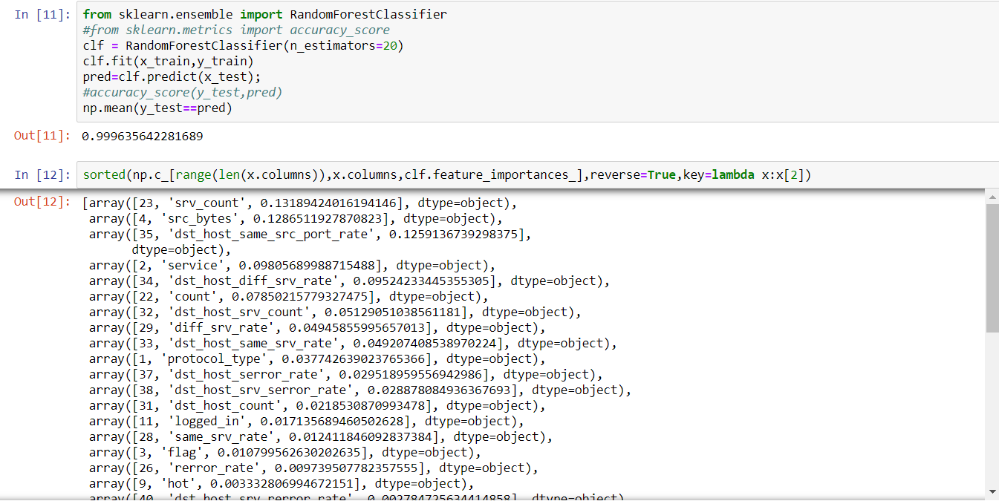 In [11]: from sklearn.ensemble import RandomForestClassifier
#from sklearn.metrics import accuracy_score
clf = RandomForestClassifier(n_estimators=20)
clf.fit(x_train,y_train)
pred=clf.predict(x_test);
#accuracy_score(y_test,pred)
np.mean(y_test==pred)
Out[11]: 0.999635642281689
In [12]: sorted(np.c_[range(len(x.columns)),x.columns,clf.feature_importances_],reverse=True,key=lambda x:x[2])
Out[12]: [array([23, 'srv_count', 0.13189424016194146], dtype=object),
array([4, 'src_bytes', 0.1286511927870823], dtype=object),
array([35, 'dst_host_same_src_port_rate', 0.1259136739298375],
dtype=object),
array([2, 'service', 0.09805689988715488], dtype=object),
array([34, 'dst_host_diff_srv_rate', 0.09524233445355305], dtype=object),
array([22, 'count', 0.07850215779327475], dtype=object),
array([32, 'dst_host_srv_count', 0.05129051038561181], dtype=object),
array([29, 'diff_srv_rate', 0.04945855995657013], dtype=object),
array([33, 'dst_host_same_srv_rate', 0.049207408538970224], dtype=object),
array([1, 'protocol_type', 0.037742639023765366], dtype=object),
array([37, 'dst_host_serror_rate', 0.029518959556942986], dtype=object),
array([38, 'dst_host_srv_serror_rate', 0.028878084936367693], dtype=object),
array([31, 'dst_host_count', 0.0218530870993478], dtype=object),
array([11, 'logged_in', 0.017135689460502628], dtype=object),
array([28, 'same_srv_rate', 0.012411846092837384], dtype=object),
array([3, 'flag', 0.010799562630202635], dtype=object),
array([26, 'rerror_rate', 0.009739507782357555], dtype=object),
array([9, 'hot', 0.003332806994672151], dtype=object),
array([40, 'dst_host_srv_rerror_rate', 0.002784725634414858], dtype=object)